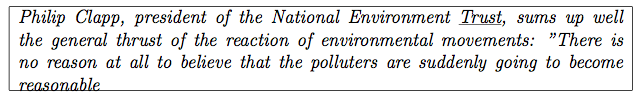 Philip Clapp, president of the National Environment Trust, sums up well
the general thrust of the reaction of environmental movements: "There is
no reason at all to believe that the polluters are suddenly going to become
reasonable